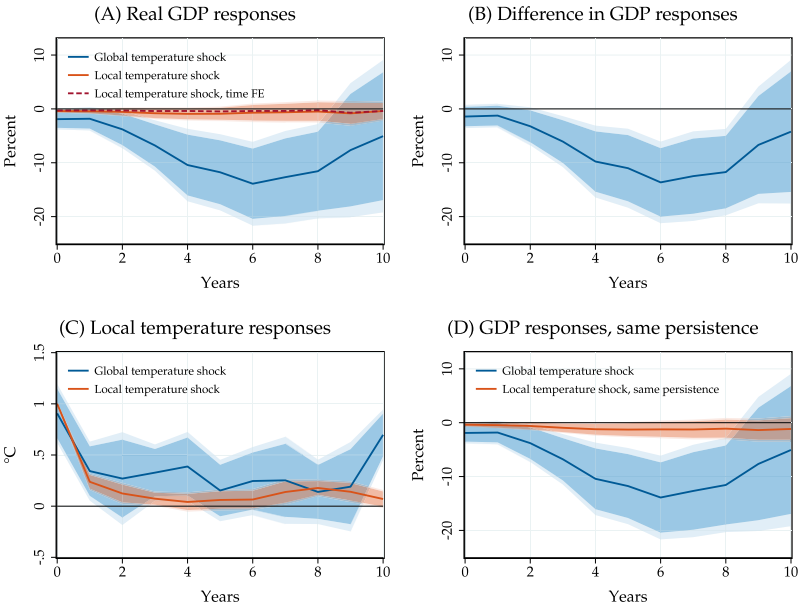 (A) Real GDP responses
Percent
10
0
-10
-20
Global temperature shock
Local temperature shock
Local temperature shock, time FE
0 2 4 6 8 10
Years
(B) Difference in GDP responses
Percent
10
0
-10
-20
0 2 4 6 8 10
Years
(C) Local temperature responses
°C
1.5
1
.5
0
-.5
Global temperature shock
Local temperature shock
0 2 4 6 8 10
Years
(D) GDP responses, same persistence
Percent
10
0
-10
-20
Global temperature shock
Local temperature shock, same persistence
0 2 4 6 8 10
Years